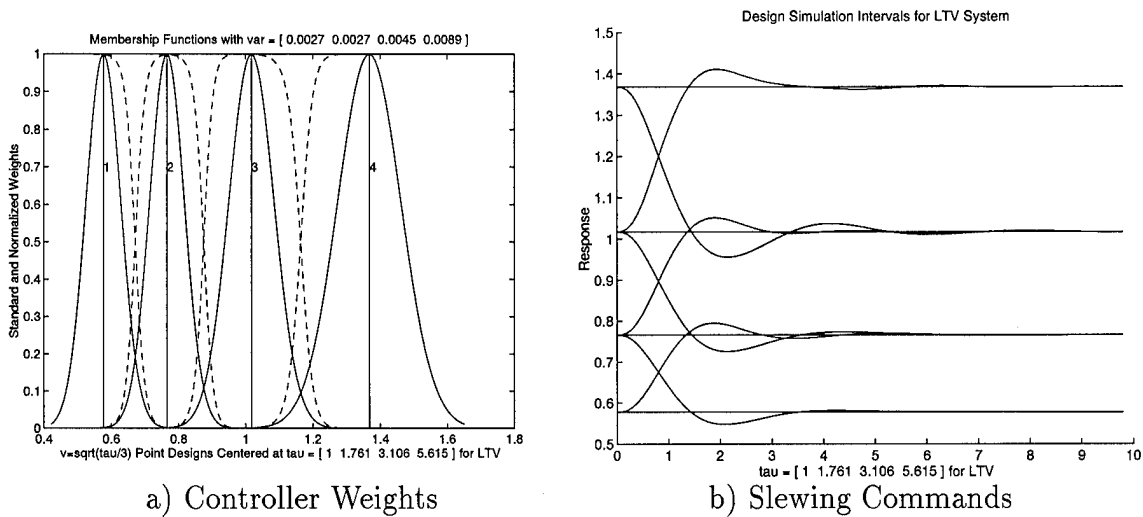 Membership Functions with var = [ 0.0027 0.0027 0.0045 0.0089 ]
Standard and Normalized Weights
1
0.9
0.8
0.7
0.6
0.5
0.4
0.3
0.2
0.1
0
1
2
3
4
0.4 0.6 0.8 1 1.2 1.4 1.6 1.8
v=sqrt(tau/3) Point Designs Centered at tau = [ 1 1.761 3.106 5.615 ] for LTV
a) Controller Weights
Design Simulation Intervals for LTV System
Response
1.5
1.4
1.3
1.2
1.1
1
0.9
0.8
0.7
0.6
0.5
0 1 2 3 4 5 6 7 8 9 10
tau = [ 1 1.761 3.106 5.615 ] for LTV
b) Slewing Commands